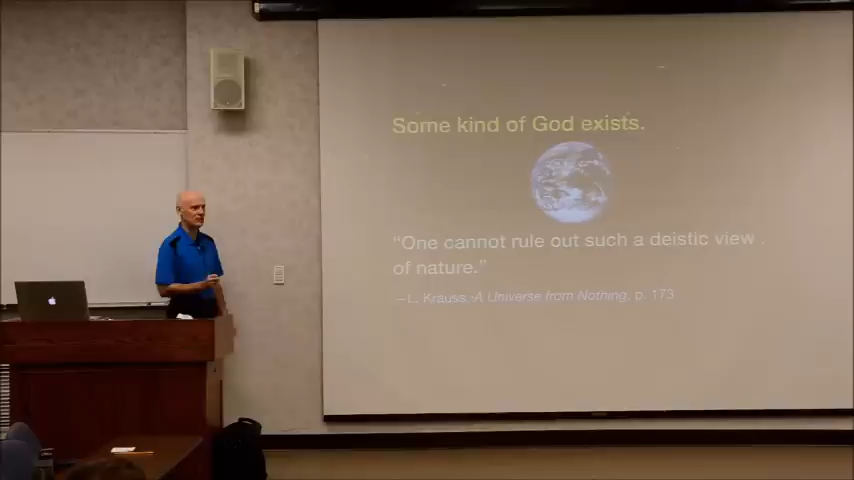 Some kind of God exists.
“One cannot rule out such a deistic view
of nature.”
– L. Krauss, A Universe from Nothing, p. 173